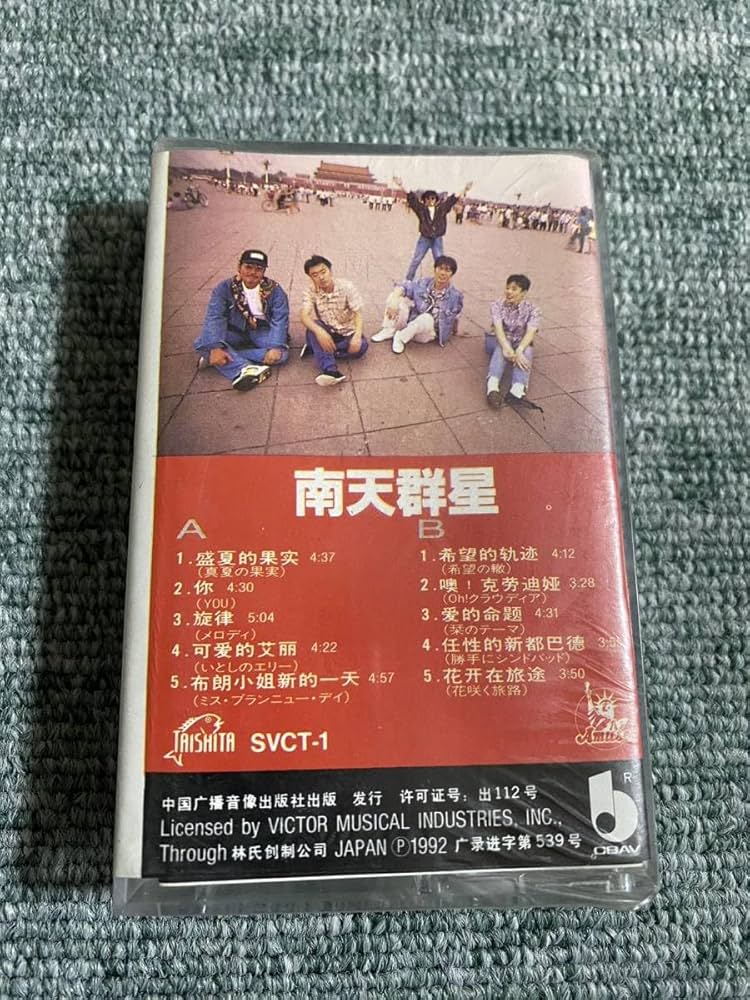 南天群星
A
1.盛夏的果实 4:37
(真夏の果実)
2.你 4:30
(YOU)
3.旋律 5:04
(メロディ)
4.可爱的艾丽 4:22
(いとしのエリー)
5.布朗小姐新的一天 4:57
(ミス・ブランニュー・デイ)
B
1.希望的轨迹 4:12
(希望の轍)
2.噢！克劳迪娅 3:28
(Oh!クラウディア)
3.爱的命题 4:31
(栞のテーマ)
4.任性的新都巴德
(勝手にシンドバッド)
5.花开在旅途 3:50
(花咲く旅路)
TAISHITA SVCT-1
中国广播音像出版社出版 发行 许可证号：出112号
Licensed by VICTOR MUSICAL INDUSTRIES, INC.,
Through 林氏创制公司 JAPAN Ⓟ1992 广录进字第539号
R
CBAV